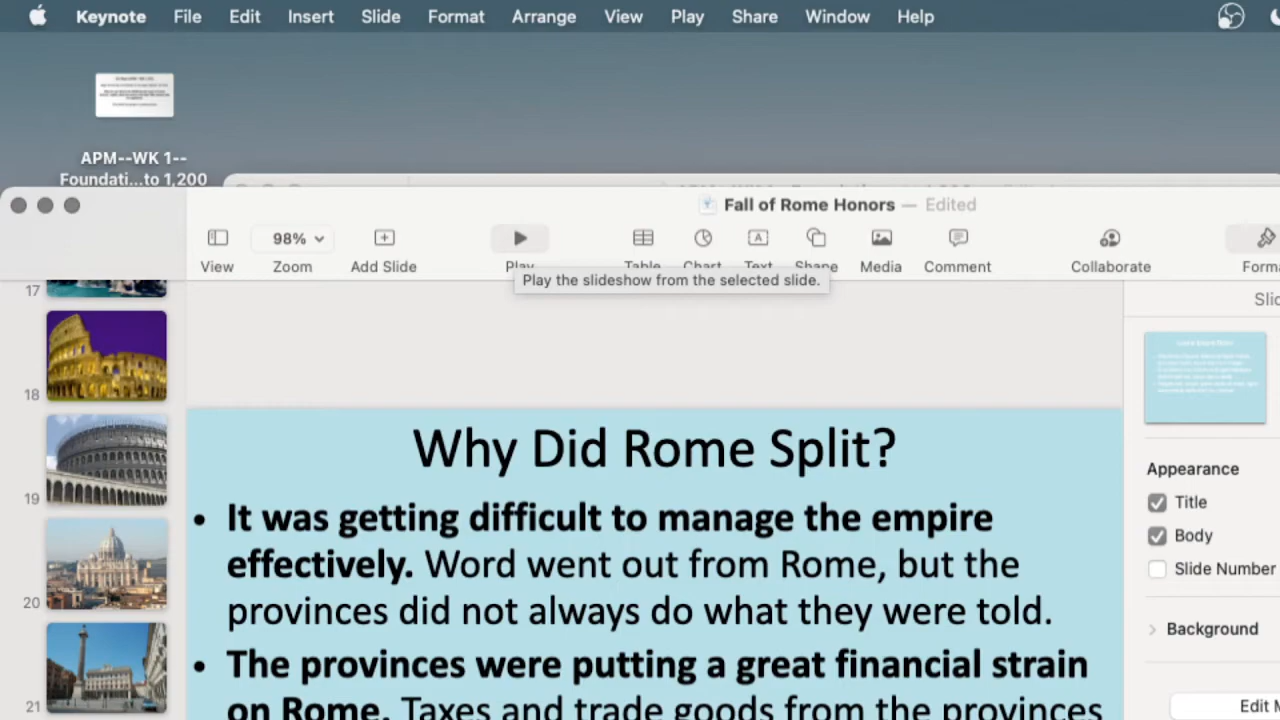 Keynote File Edit Insert Slide Format Arrange View Play Share Window Help
APM--WK 1--
Foundati...to 1,200
Fall of Rome Honors — Edited
98%
View Zoom Add Slide Play Table Chart Text Shape Media Comment Collaborate
Play the slideshow from the selected slide.
17
18
19
20
21
Why Did Rome Split?
• It was getting difficult to manage the empire
effectively. Word went out from Rome, but the
provinces did not always do what they were told.
• The provinces were putting a great financial strain
on Rome. Taxes and trade goods from the provinces
Appearance
Title
Body
Slide Number
Background
Edit